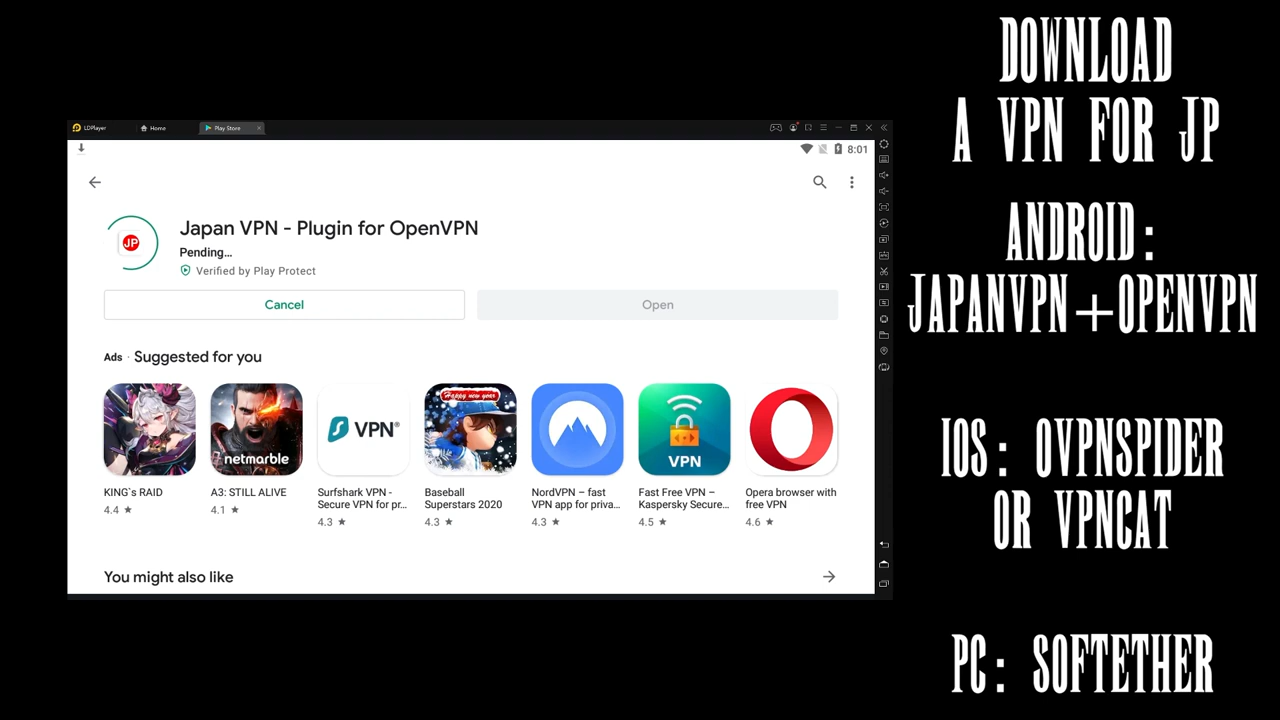 LDPlayer
Home
Play Store
8:01
Japan VPN - Plugin for OpenVPN
JP
Pending...
Verified by Play Protect
Cancel
Open
Ads · Suggested for you
netmarble
VPN
Happy new year
VPN
KING`s RAID
4.4 ★
A3: STILL ALIVE
4.1 ★
Surfshark VPN -
Secure VPN for pr...
4.3 ★
Baseball
Superstars 2020
4.3 ★
NordVPN – fast
VPN app for priva...
4.3 ★
Fast Free VPN –
Kaspersky Secure...
4.5 ★
Opera browser with
free VPN
4.6 ★
You might also like
DOWNLOAD
A VPN FOR JP
ANDROID:
JAPANVPN+OPENVPN
IOS: OVPNSPIDER
OR VPNCAT
PC: SOFTETHER